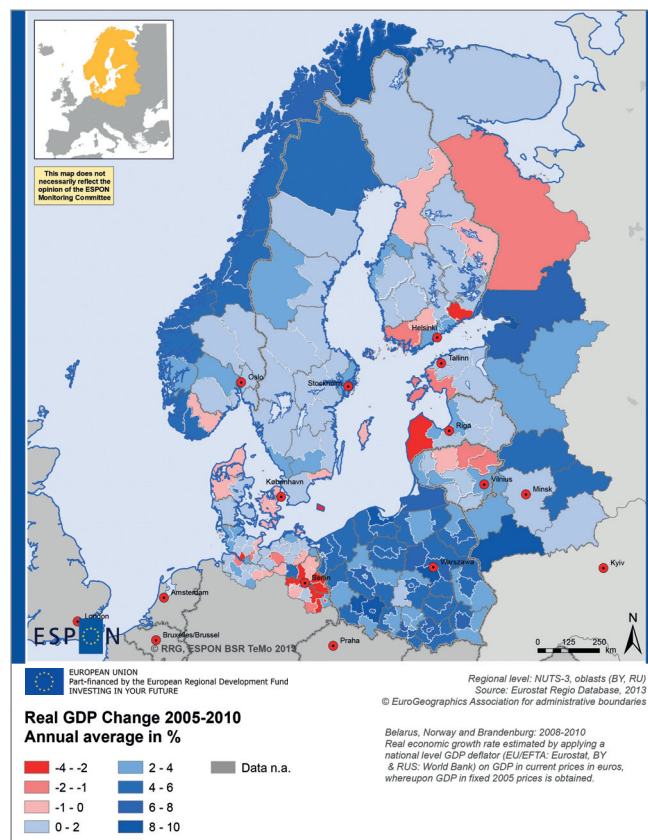 This map does not
necessarily reflect the
opinion of the ESPON
Monitoring Committee
Helsinki
Oslo
Tallinn
Stockholm
Riga
København
Vilnius
Minsk
Berlin
Warszawa
Amsterdam
Kyiv
London
ESPON
Bruxelles/Brussel
Praha
© RRG, ESPON BSR TeMo 2013
N
0 125 250
km
EUROPEAN UNION
Part-financed by the European Regional Development Fund
INVESTING IN YOUR FUTURE
Regional level: NUTS-3, oblasts (BY, RU)
Source: Eurostat Regio Database, 2013
© EuroGeographics Association for administrative boundaries
Real GDP Change 2005-2010
Annual average in %
-4 - -2
-2 - -1
-1 - 0
0 - 2
2 - 4
4 - 6
6 - 8
8 - 10
Data n.a.
Belarus, Norway and Brandenburg: 2008-2010
Real economic growth rate estimated by applying a
national level GDP deflator (EU/EFTA: Eurostat, BY
& RUS: World Bank) on GDP in current prices in euros,
whereupon GDP in fixed 2005 prices is obtained.